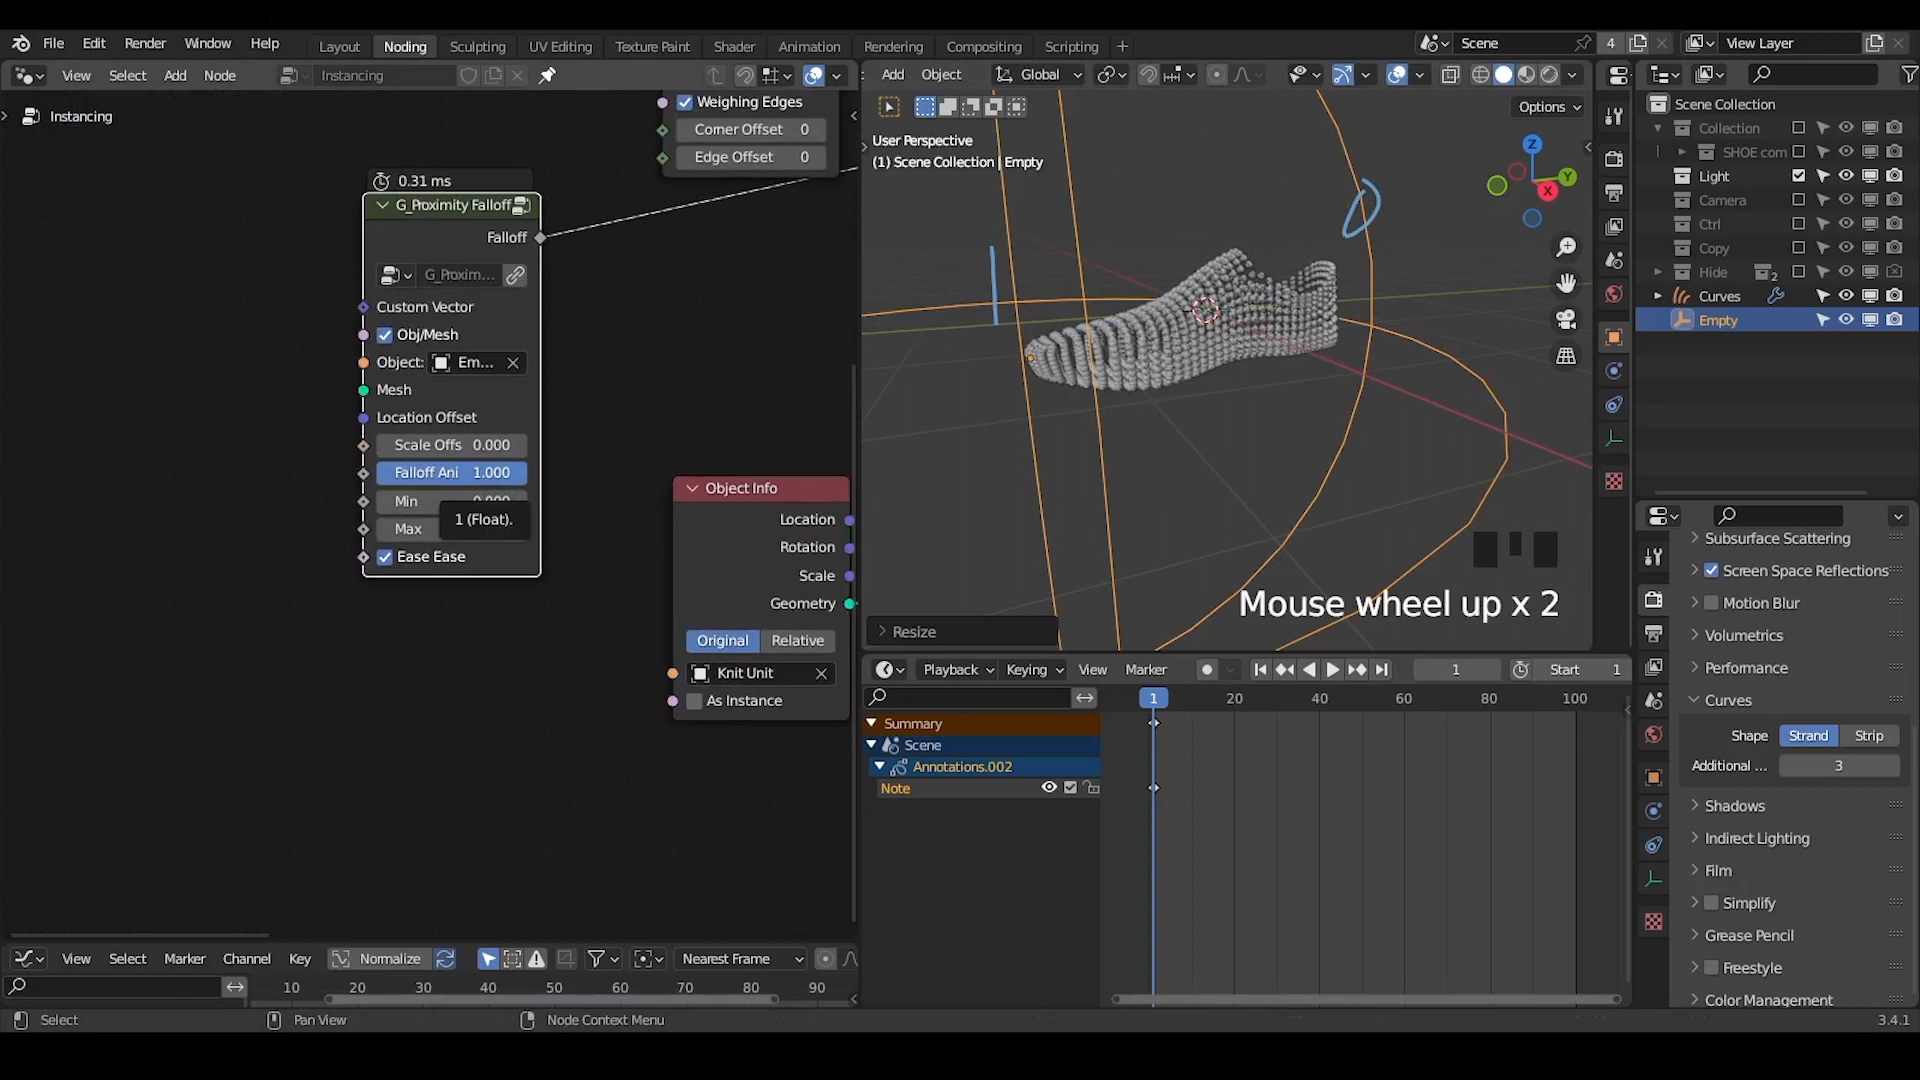 File Edit Render Window Help
Layout Noding Sculpting UV Editing Texture Paint Shader Animation Rendering Compositing Scripting
Scene 4 View Layer
View Select Add Node Instancing
Add Object Global
Instancing
Options
User Perspective
(1) Scene Collection | Empty
Z
Y
X
Weighing Edges
Corner Offset 0
Edge Offset 0
0.31 ms
G_Proximity Falloff
Falloff
G_Proxim...
Custom Vector
Obj/Mesh
Object: Em...
Mesh
Location Offset
Scale Offs 0.000
Falloff Ani 1.000
Min 0.000
1 (Float).
Max
Ease Ease
Object Info
Location
Rotation
Scale
Geometry
Original Relative
Knit Unit
As Instance
Mouse wheel up x 2
Resize
Scene Collection
Collection
SHOE com
Light
Camera
Ctrl
Copy
Hide 2
Curves
Empty
Subsurface Scattering
Screen Space Reflections
Motion Blur
Volumetrics
Performance
Curves
Shape Strand Strip
Additional ... 3
Shadows
Indirect Lighting
Film
Simplify
Grease Pencil
Freestyle
Color Management
Playback Keying View Marker 1 Start 1
1 20 40 60 80 100
Summary
Scene
Annotations.002
Note
View Select Marker Channel Key Normalize Nearest Frame
10 20 30 40 50 60 70 80 90
Select Pan View Node Context Menu 3.4.1